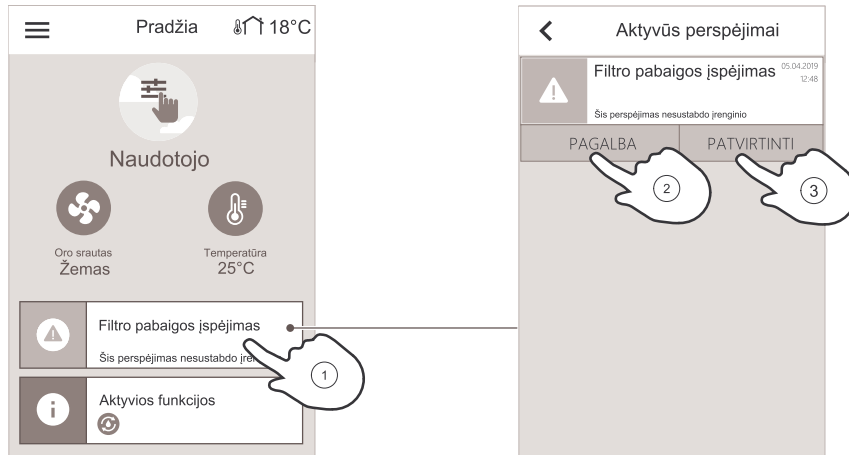 Pradžia
18°C
Naudotojo
Oro srautas
Žemas
Temperatūra
25°C
Filtro pabaigos įspėjimas
Šis perspėjimas nesustabdo
1
Aktyvios funkcijos
Aktyvūs perspėjimai
Filtro pabaigos įspėjimas
05.04.2019
12:48
Šis perspėjimas nesustabdo įrenginio
PAGALBA
PATVIRTINTI
2
3